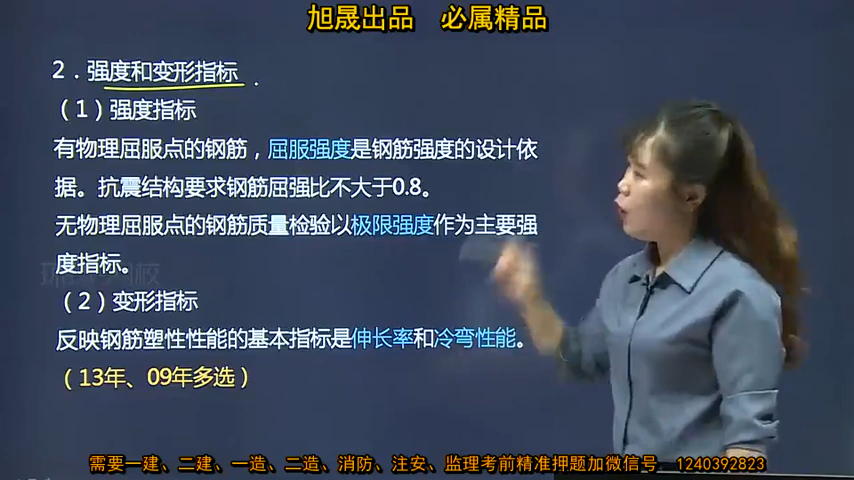 旭晟出品 必属精品
2．强度和变形指标
（1）强度指标
有物理屈服点的钢筋，屈服强度是钢筋强度的设计依
据。抗震结构要求钢筋屈强比不大于0.8。
无物理屈服点的钢筋质量检验以极限强度作为主要强
度指标。
（2）变形指标
反映钢筋塑性性能的基本指标是伸长率和冷弯性能。
（13年、09年多选）
需要一建、二建、一造、二造、消防、注安、监理考前精准押题加微信号：1240392823